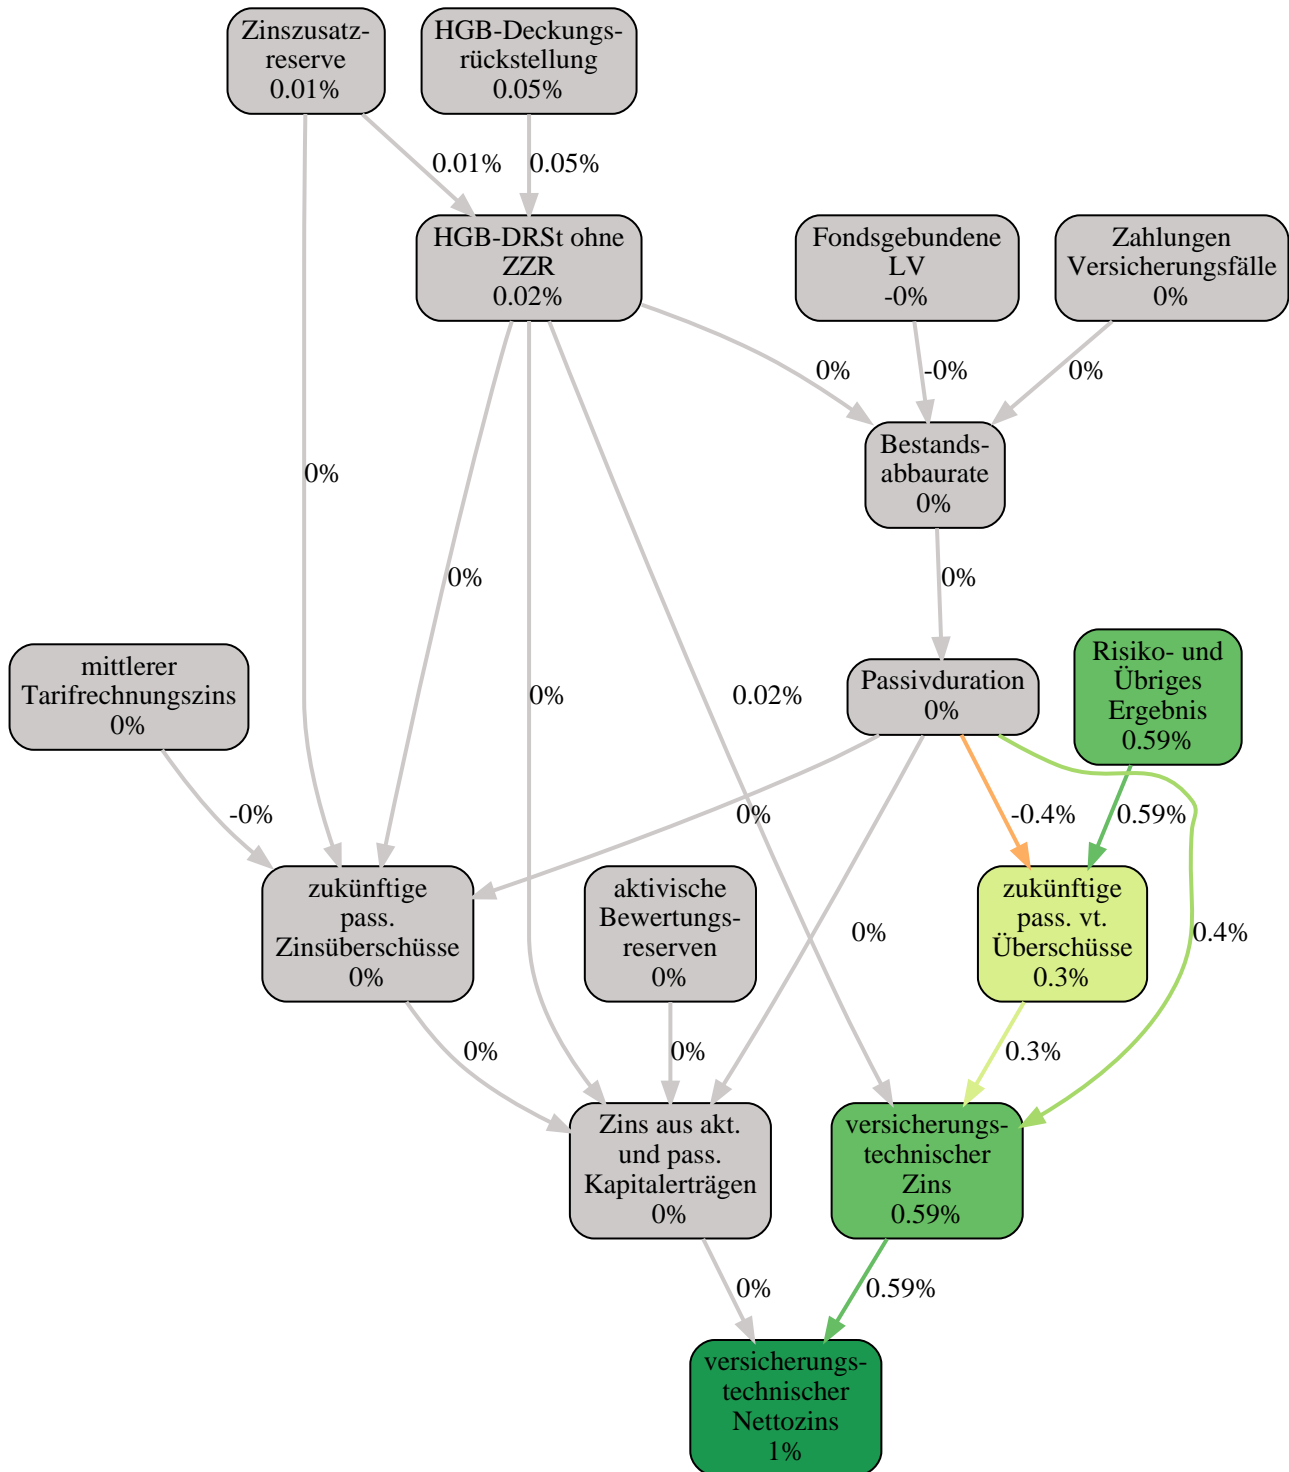 Zinszusatz-
reserve
0.01%
HGB-Deckungs-
rückstellung
0.05%
0.01%
0.05%
HGB-DRSt ohne
ZZR
0.02%
Fondsgebundene
LV
-0%
Zahlungen
Versicherungsfälle
0%
0%
-0%
0%
Bestands-
abbaurate
0%
0%
0%
0%
mittlerer
Tarifrechnungszins
0%
0%
0.02%
Passivduration
0%
Risiko- und
Übriges
Ergebnis
0.59%
-0%
0%
-0.4%
0.59%
zukünftige
pass.
Zinsüberschüsse
0%
aktivische
Bewertungs-
reserven
0%
0%
zukünftige
pass. vt.
Überschüsse
0.3%
0.4%
0%
0%
0.3%
Zins aus akt.
und pass.
Kapitalerträgen
0%
versicherungs-
technischer
Zins
0.59%
0%
0.59%
versicherungs-
technischer
Nettozins
1%